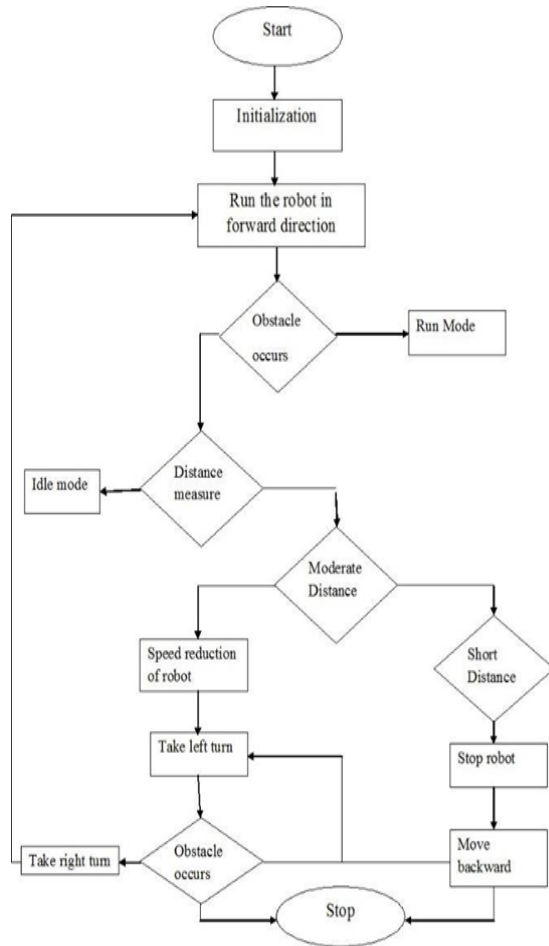 Start
Initialization
Run the robot in
forward direction
Obstacle
occurs
Run Mode
Distance
measure
Idle mode
Moderate
Distance
Speed reduction
of robot
Short
Distance
Take left turn
Stop robot
Take right turn
Obstacle
occurs
Move
backward
Stop